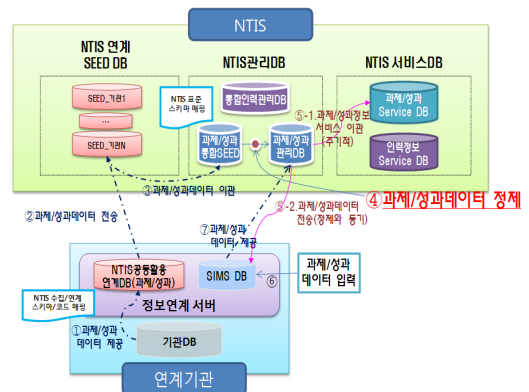 NTIS
NTIS 연계
SEED DB
NTIS관리DB
NTIS 서비스DB
SEED_기관1
...
SEED_기관N
NTIS 표준
스키마 매핑
통합인력관리DB
과제/성과
통합SEED
과제/성과
관리DB
⑤-1.과제/성과정보
서비스 이관
(주기적)
과제/성과
Service DB
인력정보
Service DB
③과제/성과데이터 이관
④과제/성과데이터 정제
②과제/성과데이터 전송
⑦과제/성과
데이터 제공
⑤-2.과제/성과데이터
전송(정제와 동기)
NTIS공동활용
연계DB(과제/성과)
SIMS DB
⑥
과제/성과
데이터 입력
정보연계 서버
NTIS 수집/연계
스키마/코드 매핑
①과제/성과
데이터 제공
기관DB
연계기관